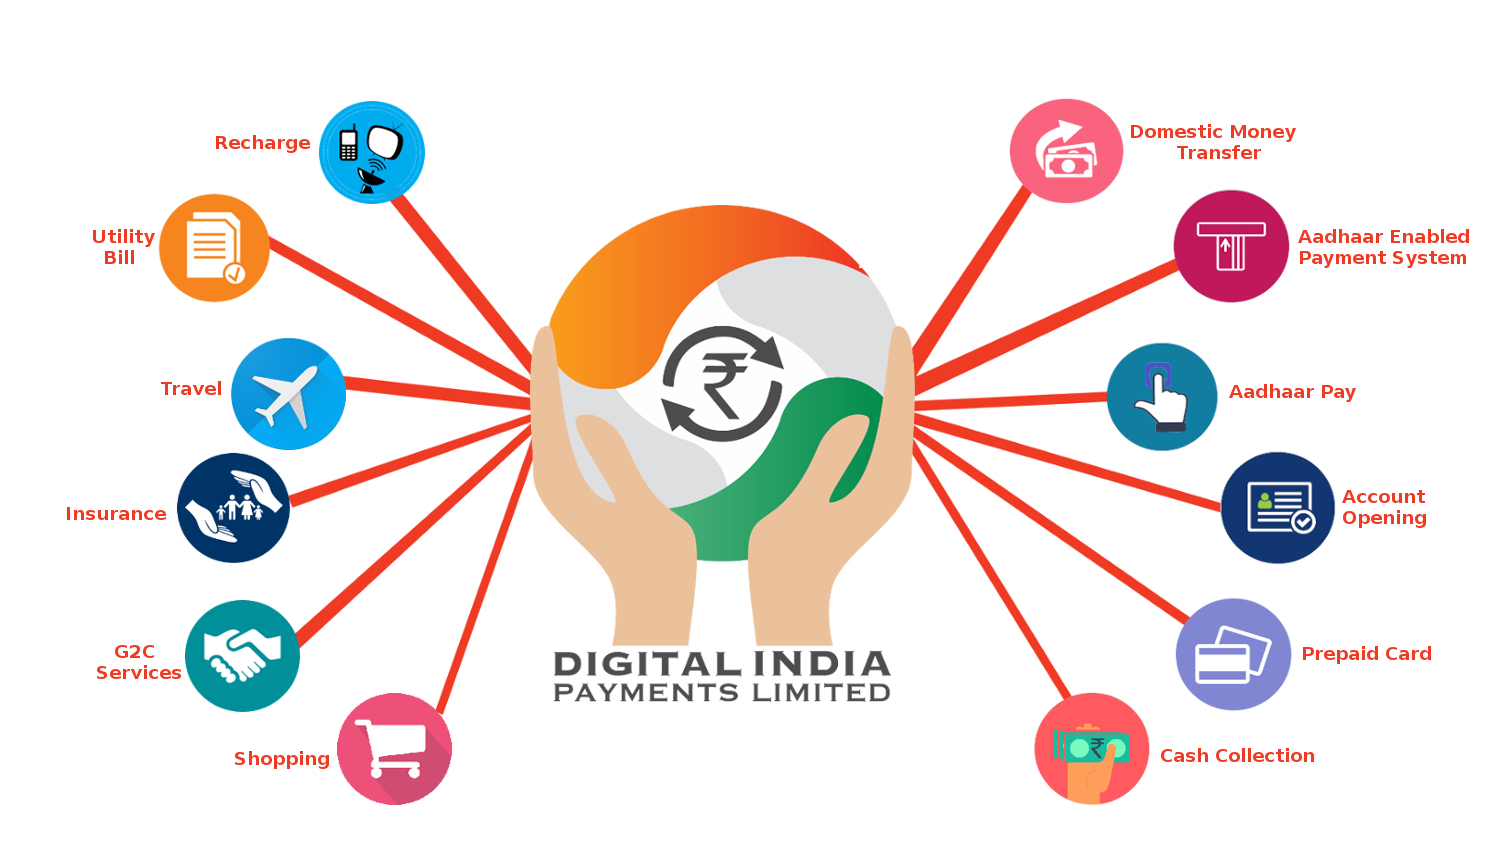 Recharge
Utility
Bill
Travel
Insurance
G2C
Services
Shopping
₹
DIGITAL INDIA
PAYMENTS LIMITED
Domestic Money
Transfer
Aadhaar Enabled
Payment System
Aadhaar Pay
Account
Opening
Prepaid Card
₹
Cash Collection